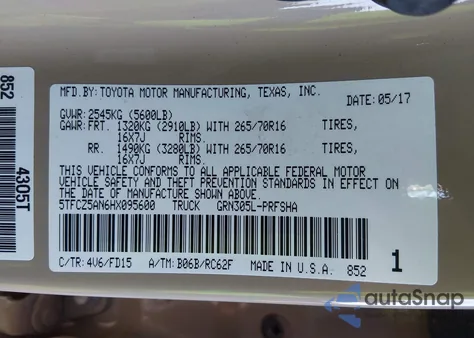 MFD.BY:TOYOTA MOTOR MANUFACTURING, TEXAS, INC.
DATE:05/17
GVWR:2545KG (5600LB)
GAWR:FRT. 1320KG (2910LB) WITH 265/70R16 TIRES,
16X7J RIMS.
RR. 1490KG (3280LB) WITH 265/70R16 TIRES,
16X7J RIMS.
THIS VEHICLE CONFORMS TO ALL APPLICABLE FEDERAL MOTOR
VEHICLE SAFETY AND THEFT PREVENTION STANDARDS IN EFFECT ON
THE DATE OF MANUFACTURE SHOWN ABOVE.
5TFCZ5AN6HX095600 TRUCK GRN305L-PRFSHA
C/TR:4V6/FD15 A/TM:B06B/RC62F MADE IN U.S.A. 852
1
852
4305T
autoSnap